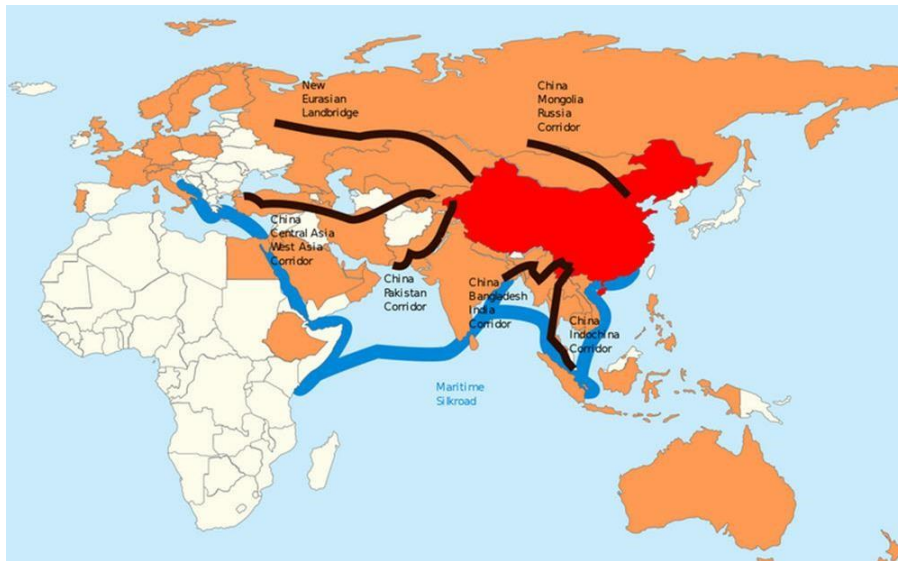 New
Eurasian
Landbridge
China
Mongolia
Russia
Corridor
China
Central Asia
West Asia
Corridor
China
Pakistan
Corridor
China
Bangladesh
India
Corridor
China
Indochina
Corridor
Maritime
Silkroad